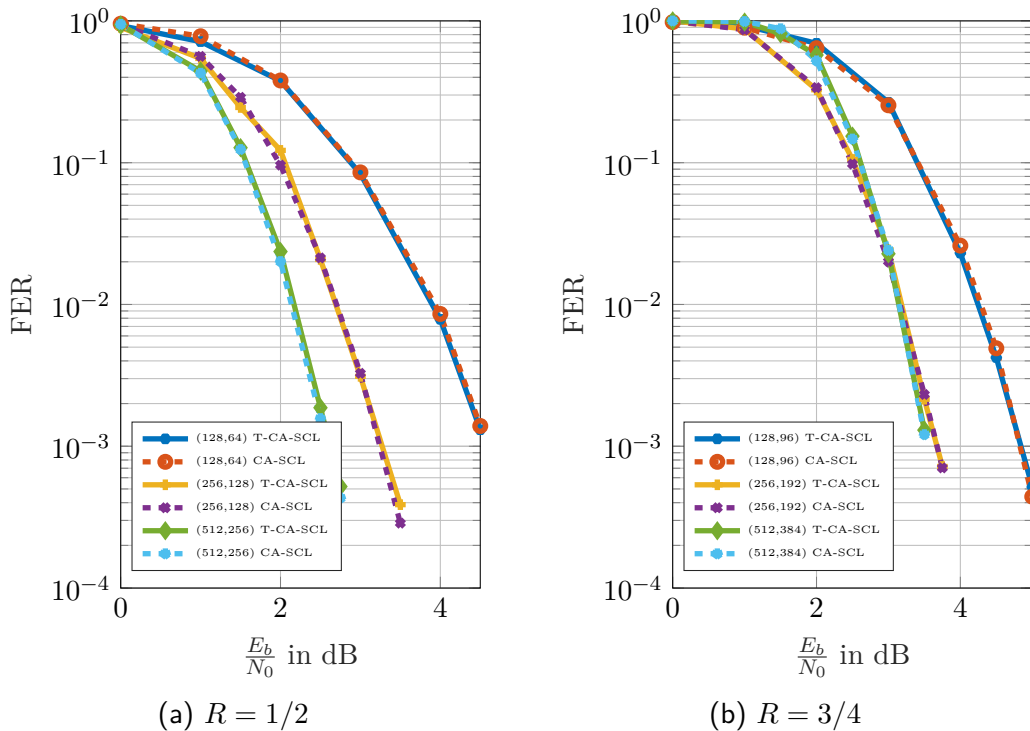 10^0
10^{-1}
10^{-2}
10^{-3}
10^{-4}
FER
(128,64) T-CA-SCL
(128,64) CA-SCL
(256,128) T-CA-SCL
(256,128) CA-SCL
(512,256) T-CA-SCL
(512,256) CA-SCL
0 2 4
E_b/N_0 in dB
(a) R = 1/2
10^0
10^{-1}
10^{-2}
10^{-3}
10^{-4}
FER
(128,96) T-CA-SCL
(128,96) CA-SCL
(256,192) T-CA-SCL
(256,192) CA-SCL
(512,384) T-CA-SCL
(512,384) CA-SCL
0 2 4
E_b/N_0 in dB
(b) R = 3/4